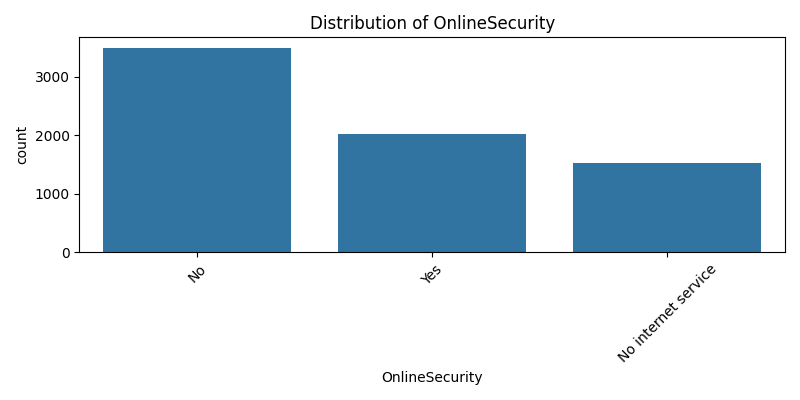 Distribution of OnlineSecurity
count
3000
2000
1000
0
No
Yes
No internet service
OnlineSecurity